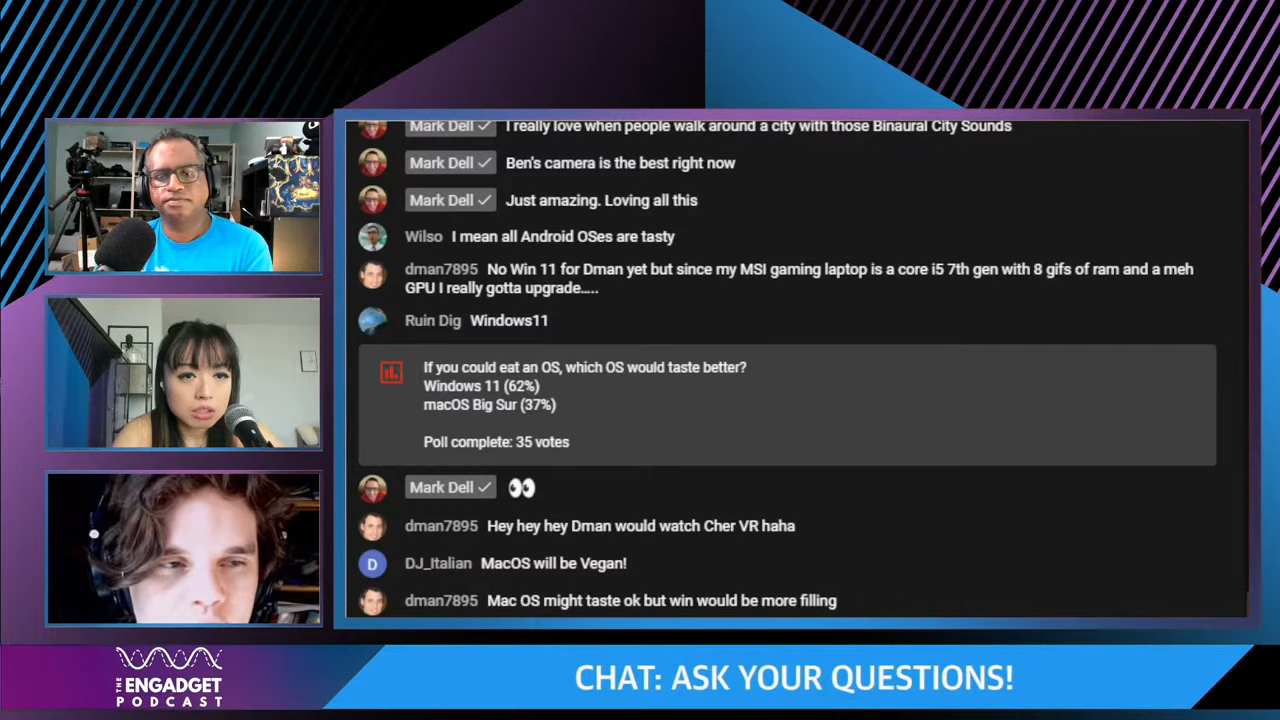 Mark Dell ✓ I really love when people walk around a city with those Binaural City Sounds
Mark Dell ✓ Ben's camera is the best right now
Mark Dell ✓ Just amazing. Loving all this
Wilso I mean all Android OSes are tasty
dman7895 No Win 11 for Dman yet but since my MSI gaming laptop is a core i5 7th gen with 8 gifs of ram and a meh
GPU I really gotta upgrade.....
Ruin Dig Windows11
If you could eat an OS, which OS would taste better?
Windows 11 (62%)
macOS Big Sur (37%)
Poll complete: 35 votes
Mark Dell ✓ 👀
dman7895 Hey hey hey Dman would watch Cher VR haha
D DJ_Italian MacOS will be Vegan!
dman7895 Mac OS might taste ok but win would be more filling
THE ENGADGET
PODCAST
CHAT: ASK YOUR QUESTIONS!